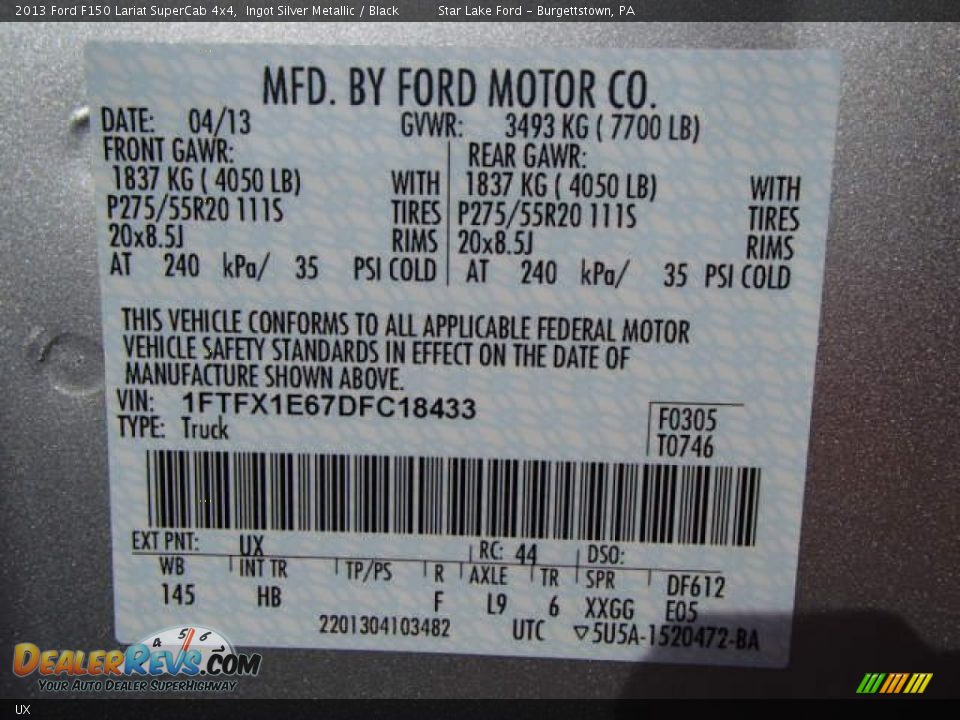 2013 Ford F150 Lariat SuperCab 4x4, Ingot Silver Metallic / Black Star Lake Ford - Burgettstown, PA
MFD. BY FORD MOTOR CO.
DATE: 04/13 GVWR: 3493 KG ( 7700 LB)
FRONT GAWR: REAR GAWR:
1837 KG ( 4050 LB) WITH 1837 KG ( 4050 LB) WITH
P275/55R20 111S TIRES P275/55R20 111S TIRES
20x8.5J RIMS 20x8.5J RIMS
AT 240 kPa/ 35 PSI COLD AT 240 kPa/ 35 PSI COLD
THIS VEHICLE CONFORMS TO ALL APPLICABLE FEDERAL MOTOR
VEHICLE SAFETY STANDARDS IN EFFECT ON THE DATE OF
MANUFACTURE SHOWN ABOVE.
VIN: 1FTFX1E67DFC18433
TYPE: Truck
F0305
T0746
EXT PNT: UX RC: 44 DSO:
WB INT TR TP/PS R AXLE TR SPR DF612
145 HB F L9 6 XXGG E05
2201304103482 UTC ▽5U5A-1520472-BA
4 5 6
DEALERREVS.COM
Your Auto Dealer SuperHighway
UX